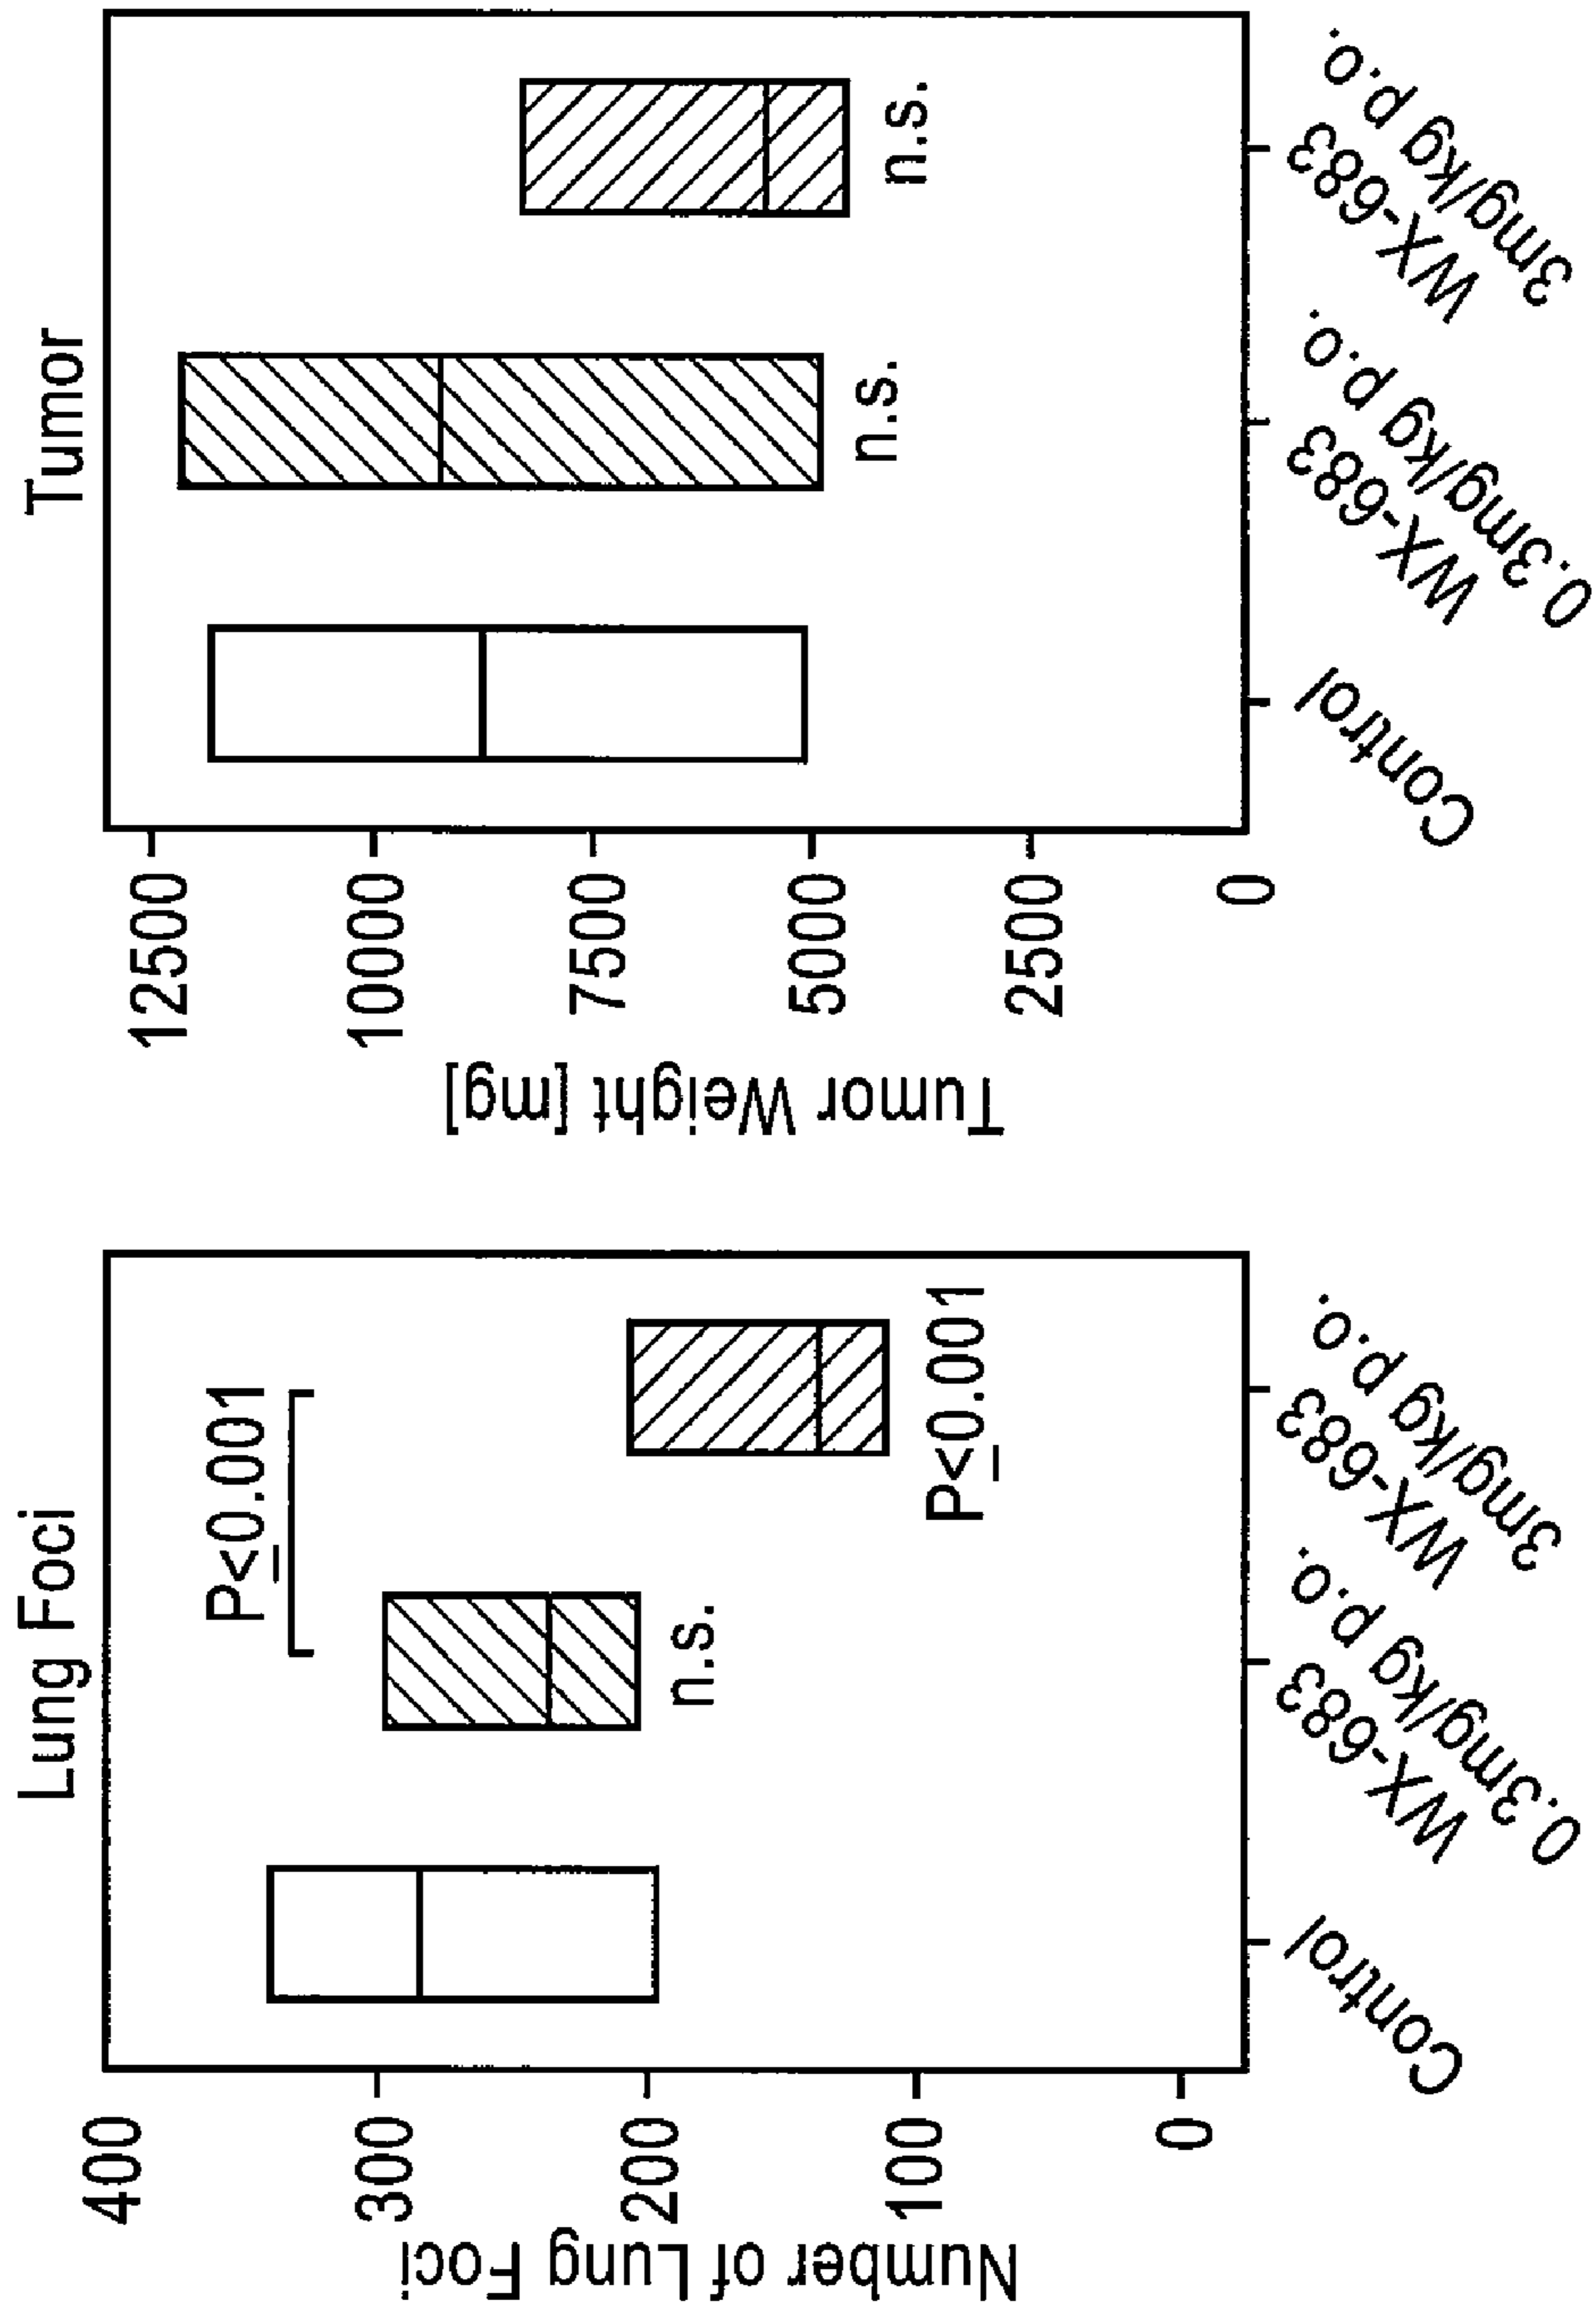 Lung Foci
Number of Lung Foci
400
300
200
100
0
P≤0.001
n.s.
P≤0.001
Control
WX-683
0.3mg/kg p.o.
WX-683
3mg/kg p.o.
Tumor
Tumor Weight [mg]
12500
10000
7500
5000
2500
0
n.s.
n.s.
Control
WX-683
0.3mg/kg p.o.
WX-683
3mg/kg p.o.